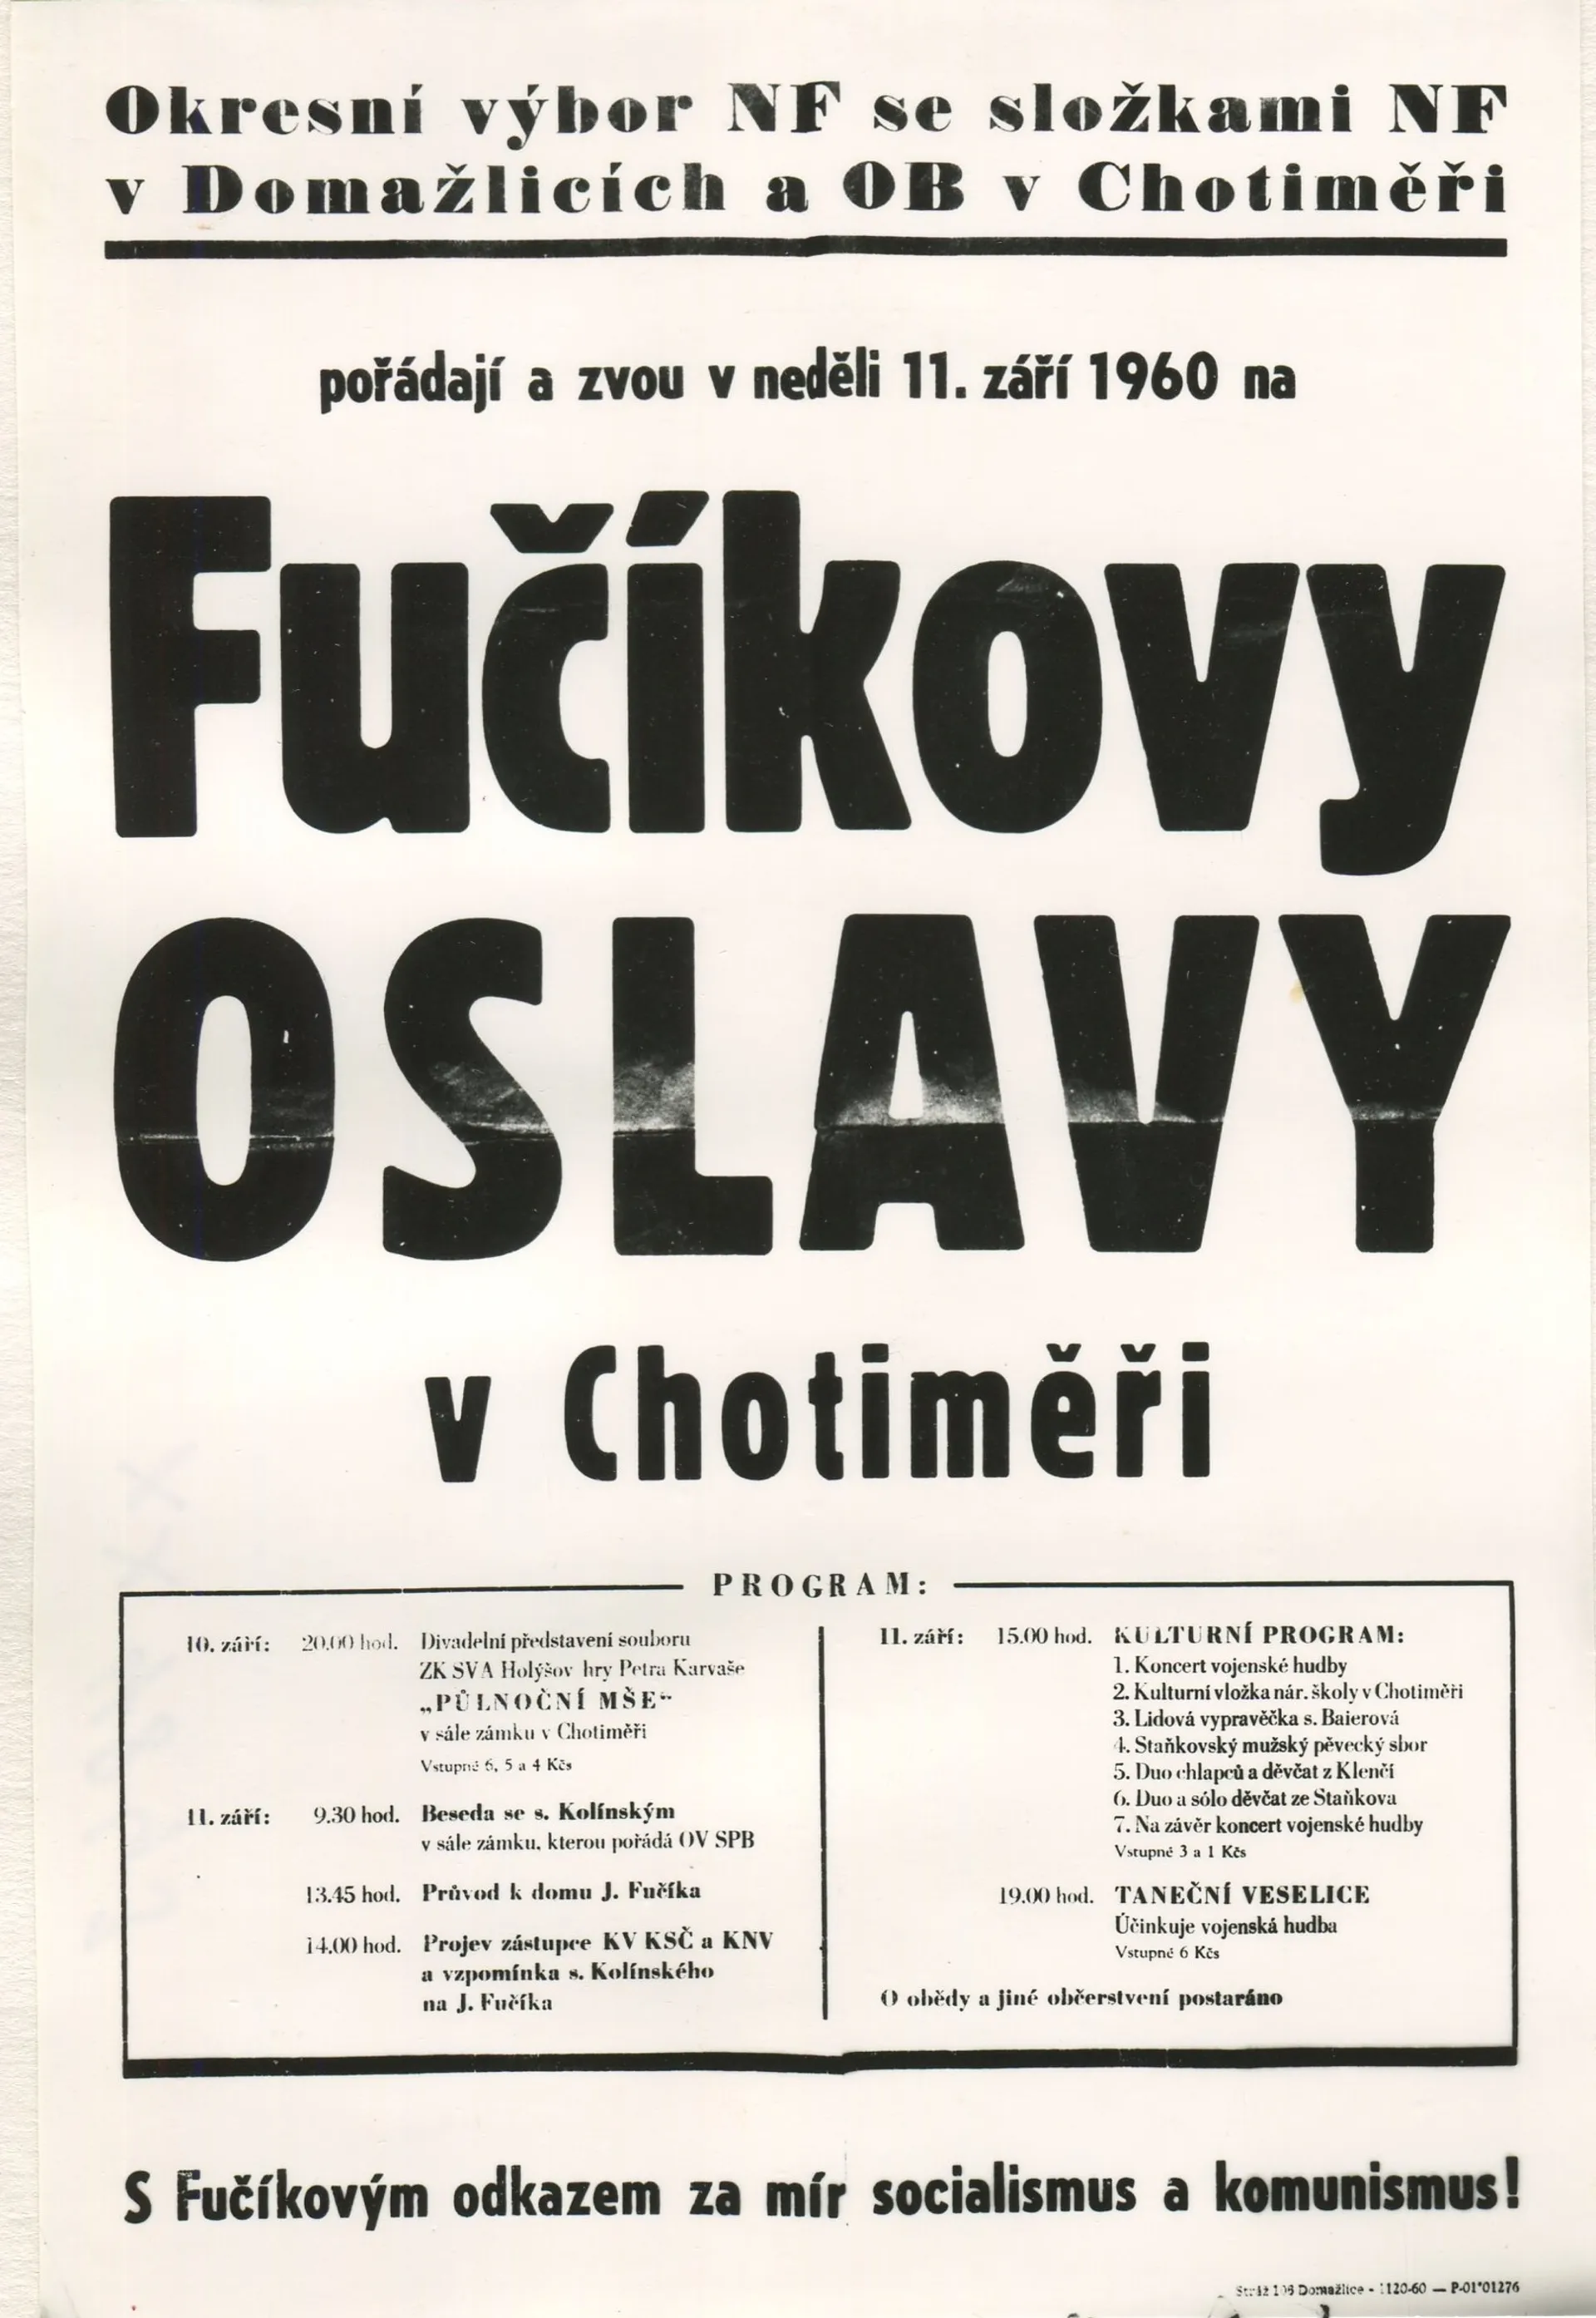 Okresní výbor NF se složkami NF
v Domažlicích a OB v Chotiměři
pořádají a zvou v neděli 11. září 1960 na
Fučíkovy
OSLAVY
v Chotiměři
PROGRAM:
10. září: 20.00 hod. Divadelní představení souboru
ZK SVA Holýšov hry Petra Karvaše
„PŮLNOČNÍ MŠE“
v sále zámku v Chotiměři
Vstupné 6, 5 a 4 Kčs
11. září: 9.30 hod. Beseda se s. Kolínským
v sále zámku, kterou pořádá OV SPB
13.45 hod. Průvod k domu J. Fučíka
14.00 hod. Projev zástupce KV KSČ a KNV
a vzpomínka s. Kolínského
na J. Fučíka
11. září: 15.00 hod. KULTURNÍ PROGRAM:
1. Koncert vojenské hudby
2. Kulturní vložka nár. školy v Chotiměři
3. Lidová vypravěčka s. Baierová
4. Staňkovský mužský pěvecký sbor
5. Duo chlapců a děvčat z Klenčí
6. Duo a sólo děvčat ze Staňkova
7. Na závěr koncert vojenské hudby
Vstupné 3 a 1 Kčs
19.00 hod. TANEČNÍ VESELICE
Účinkuje vojenská hudba
Vstupné 6 Kčs
O obědy a jiné občerstvení postaráno
S Fučíkovým odkazem za mír socialismus a komunismus!
Stráž Domažlice - 1120-60 — P-01*01276